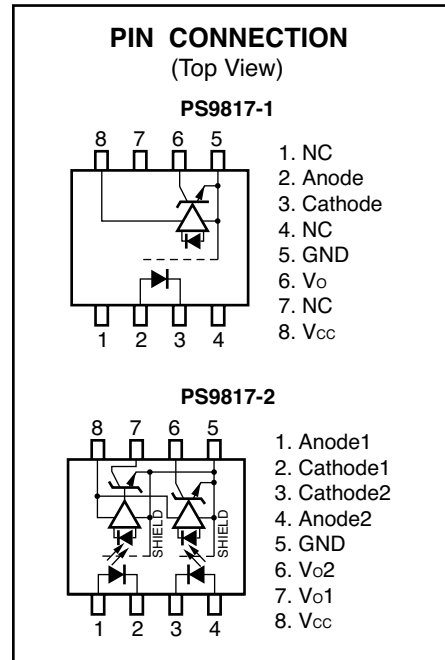 PIN CONNECTION
(Top View)
PS9817-1
8 7 6 5
1. NC
2. Anode
3. Cathode
4. NC
5. GND
6. VO
7. NC
8. VCC
1 2 3 4
PS9817-2
8 7 6 5
SHIELD
SHIELD
1. Anode1
2. Cathode1
3. Cathode2
4. Anode2
5. GND
6. VO2
7. VO1
8. VCC
1 2 3 4